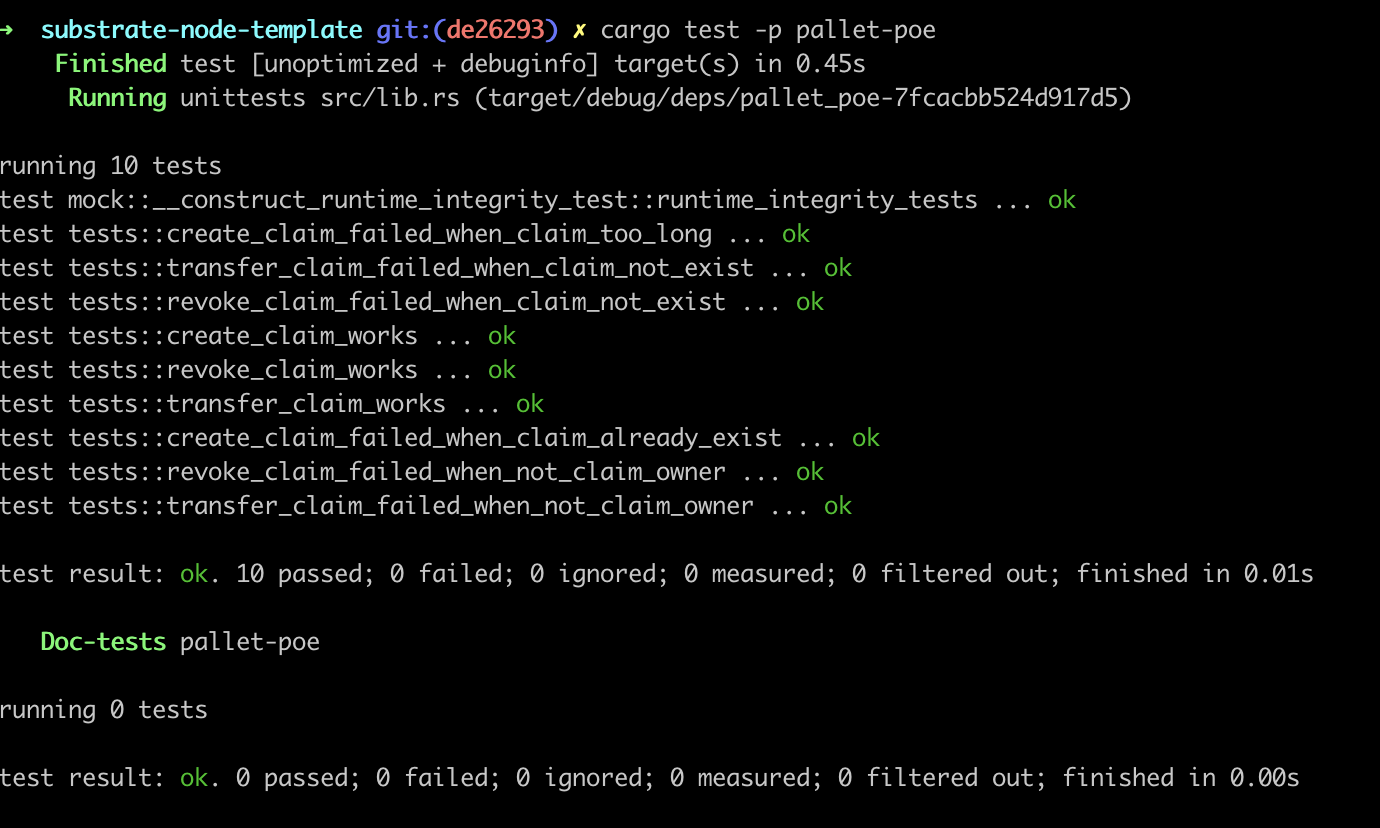 → substrate-node-template git:(de26293) ✗ cargo test -p pallet-poe
Finished test [unoptimized + debuginfo] target(s) in 0.45s
Running unittests src/lib.rs (target/debug/deps/pallet_poe-7fcacbb524d917d5)
running 10 tests
test mock::__construct_runtime_integrity_test::runtime_integrity_tests ... ok
test tests::create_claim_failed_when_claim_too_long ... ok
test tests::transfer_claim_failed_when_claim_not_exist ... ok
test tests::revoke_claim_failed_when_claim_not_exist ... ok
test tests::create_claim_works ... ok
test tests::revoke_claim_works ... ok
test tests::transfer_claim_works ... ok
test tests::create_claim_failed_when_claim_already_exist ... ok
test tests::revoke_claim_failed_when_not_claim_owner ... ok
test tests::transfer_claim_failed_when_not_claim_owner ... ok
test result: ok. 10 passed; 0 failed; 0 ignored; 0 measured; 0 filtered out; finished in 0.01s
Doc-tests pallet-poe
running 0 tests
test result: ok. 0 passed; 0 failed; 0 ignored; 0 measured; 0 filtered out; finished in 0.00s